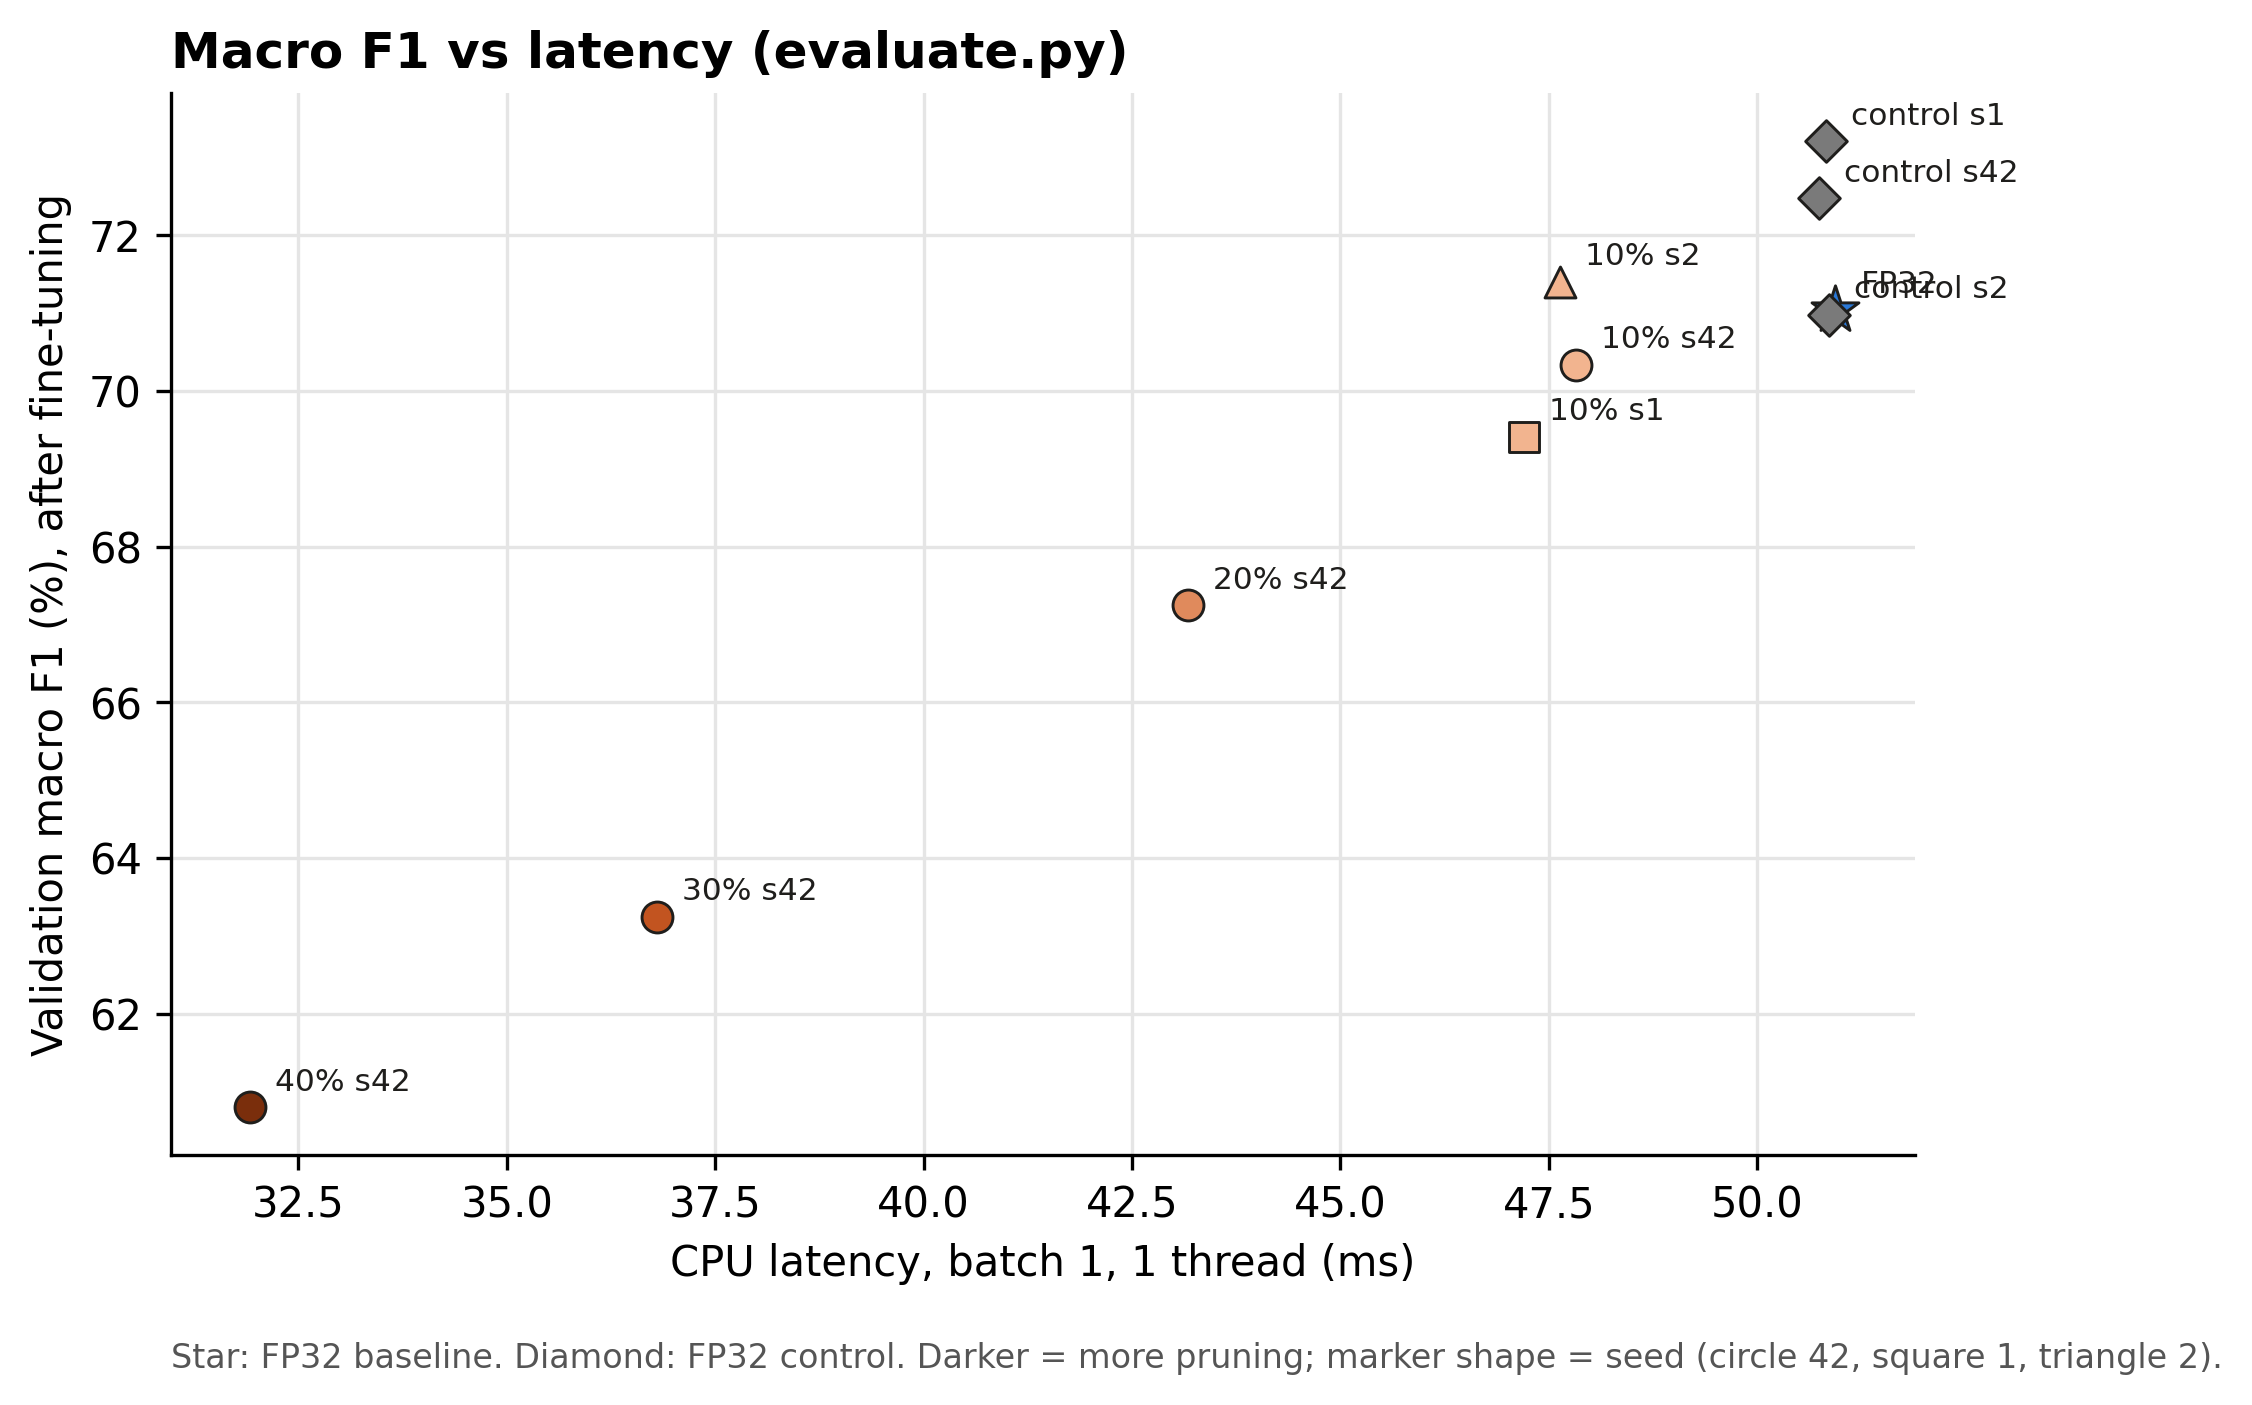 Macro F1 vs latency (evaluate.py)
control s1
control s42
72
10% s2
FP32
control s2
10% s42
70
10% s1
68
20% s42
66
64
30% s42
62
40% s42
Validation macro F1 (%), after fine-tuning
32.5 35.0 37.5 40.0 42.5 45.0 47.5 50.0
CPU latency, batch 1, 1 thread (ms)
Star: FP32 baseline. Diamond: FP32 control. Darker = more pruning; marker shape = seed (circle 42, square 1, triangle 2).